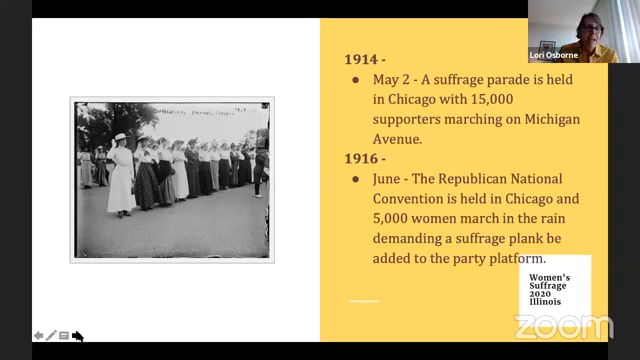 Lori Osborne
1914 -
● May 2 - A suffrage parade is held
in Chicago with 15,000
supporters marching on Michigan
Avenue.
1916 -
● June - The Republican National
Convention is held in Chicago and
5,000 women march in the rain
demanding a suffrage plank be
added to the party platform.
Women's
Suffrage
2020
Illinois
zoom